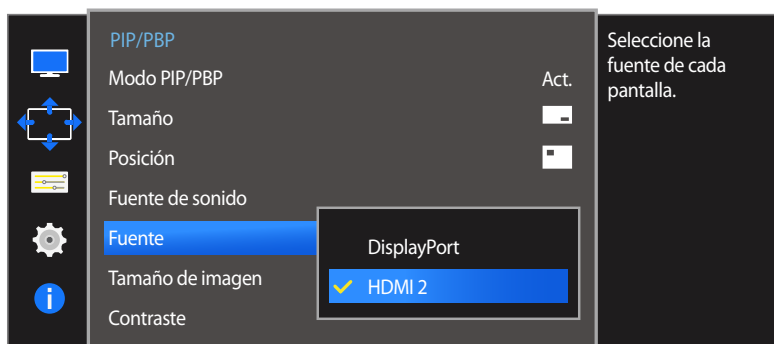 PIP/PBP
Modo PIP/PBP Act.
Tamaño
Posición
Fuente de sonido
Fuente
Tamaño de imagen
Contraste
DisplayPort
HDMI 2
Seleccione la
fuente de cada
pantalla.